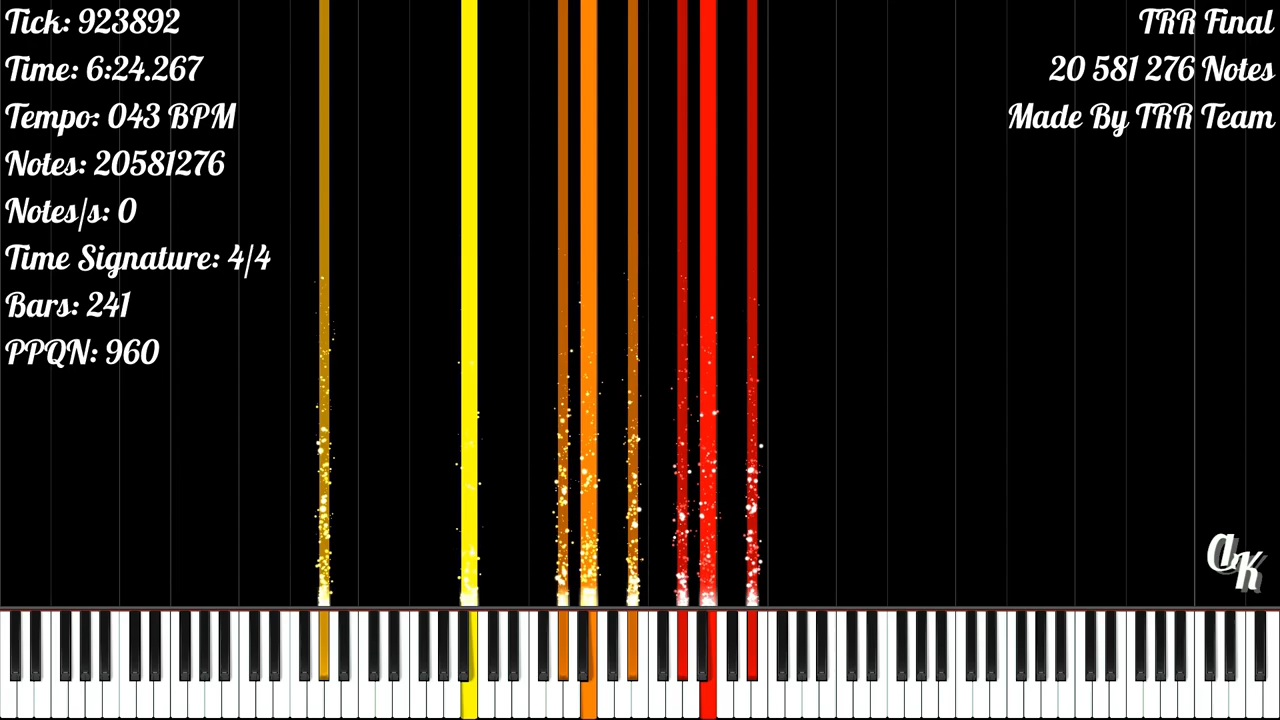 Tick: 923892
Time: 6:24.267
Tempo: 043 BPM
Notes: 20581276
Notes/s: 0
Time Signature: 4/4
Bars: 241
PPQN: 960
TRR Final
20 581 276 Notes
Made By TRR Team
aK